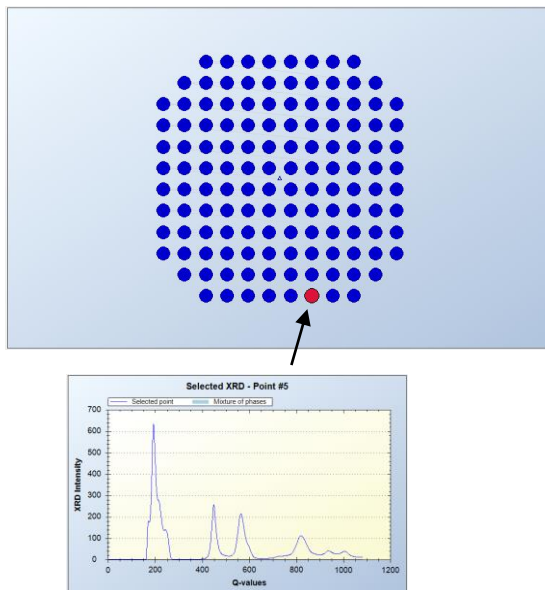 Selected XRD - Point #5
Selected point Mixture of phases
700
600
500
400
300
200
100
0
XRD Intensity
0 200 400 600 800 1000 1200
Q-values